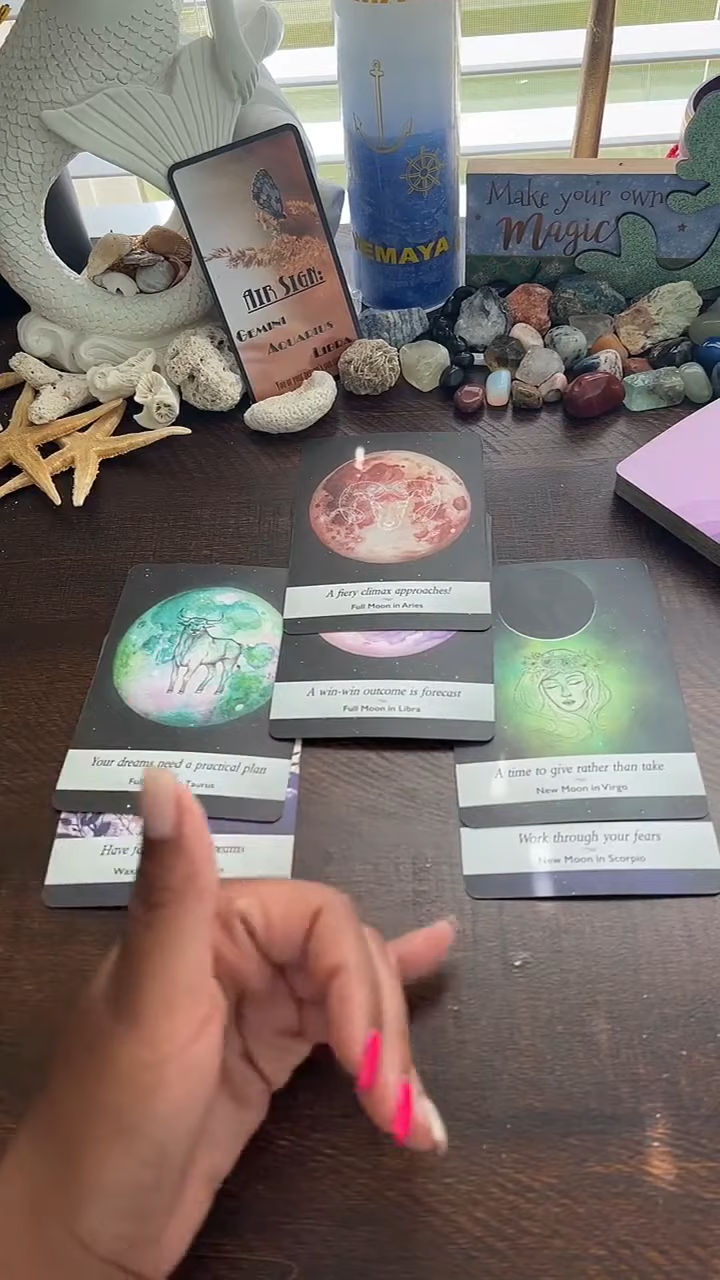 YEMAYA
Make your own
Magic
AIR SIGN:
GEMINI
AQUARIUS
LIBRA
A fiery climax approaches!
Full Moon in Aries
A win-win outcome is forecast
Full Moon in Libra
Your dreams need a practical plan
Taurus
A time to give rather than take
New Moon in Virgo
Work through your fears
New Moon in Scorpio
Have